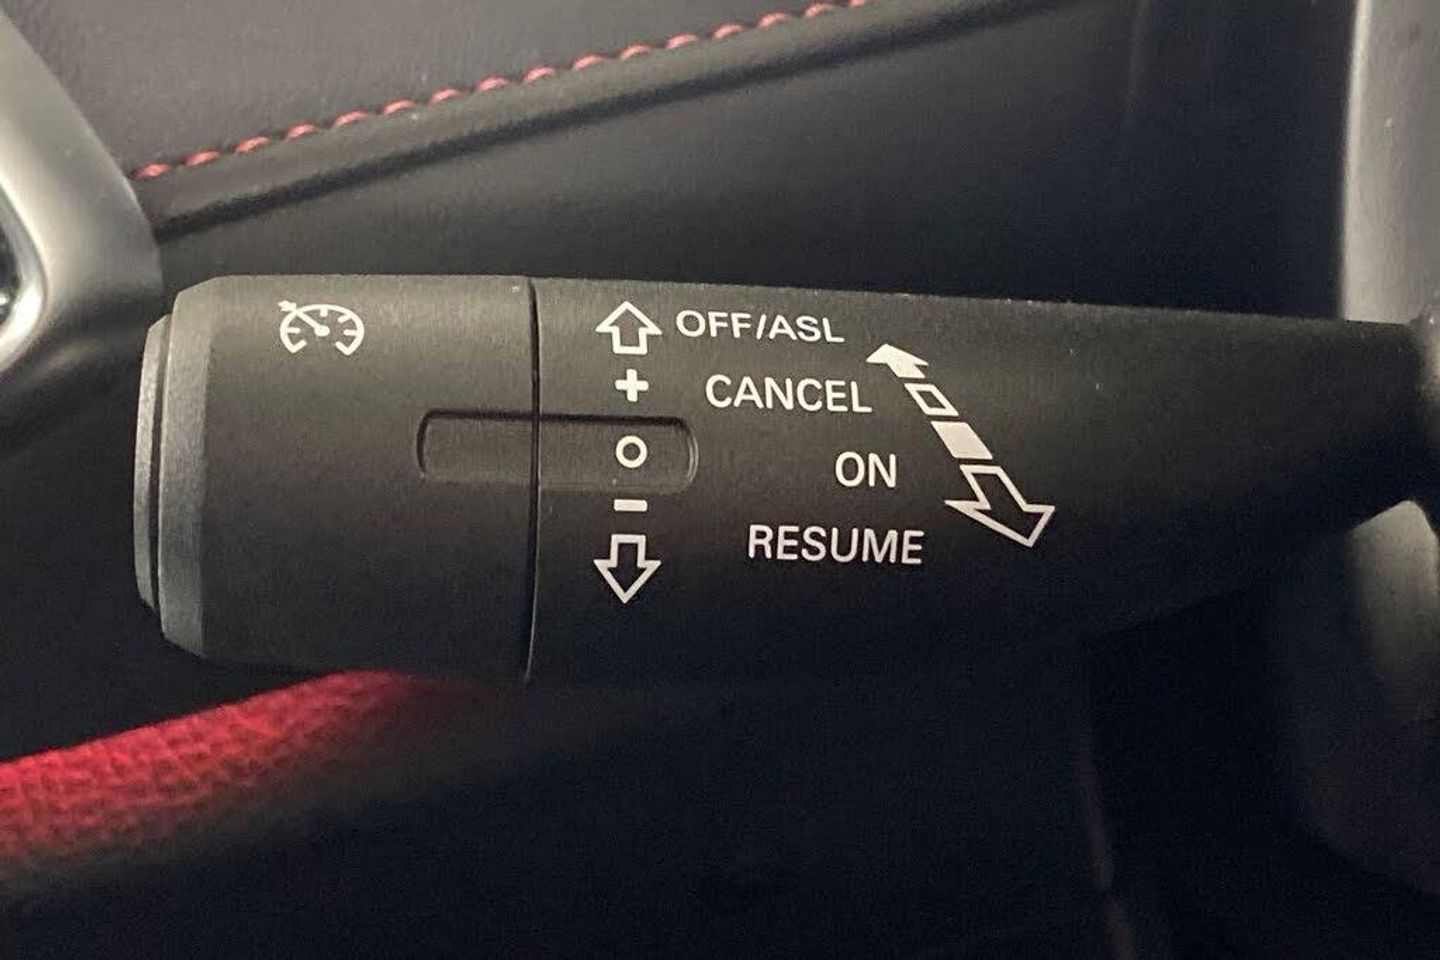 OFF/ASL
+
CANCEL
O
ON
-
RESUME